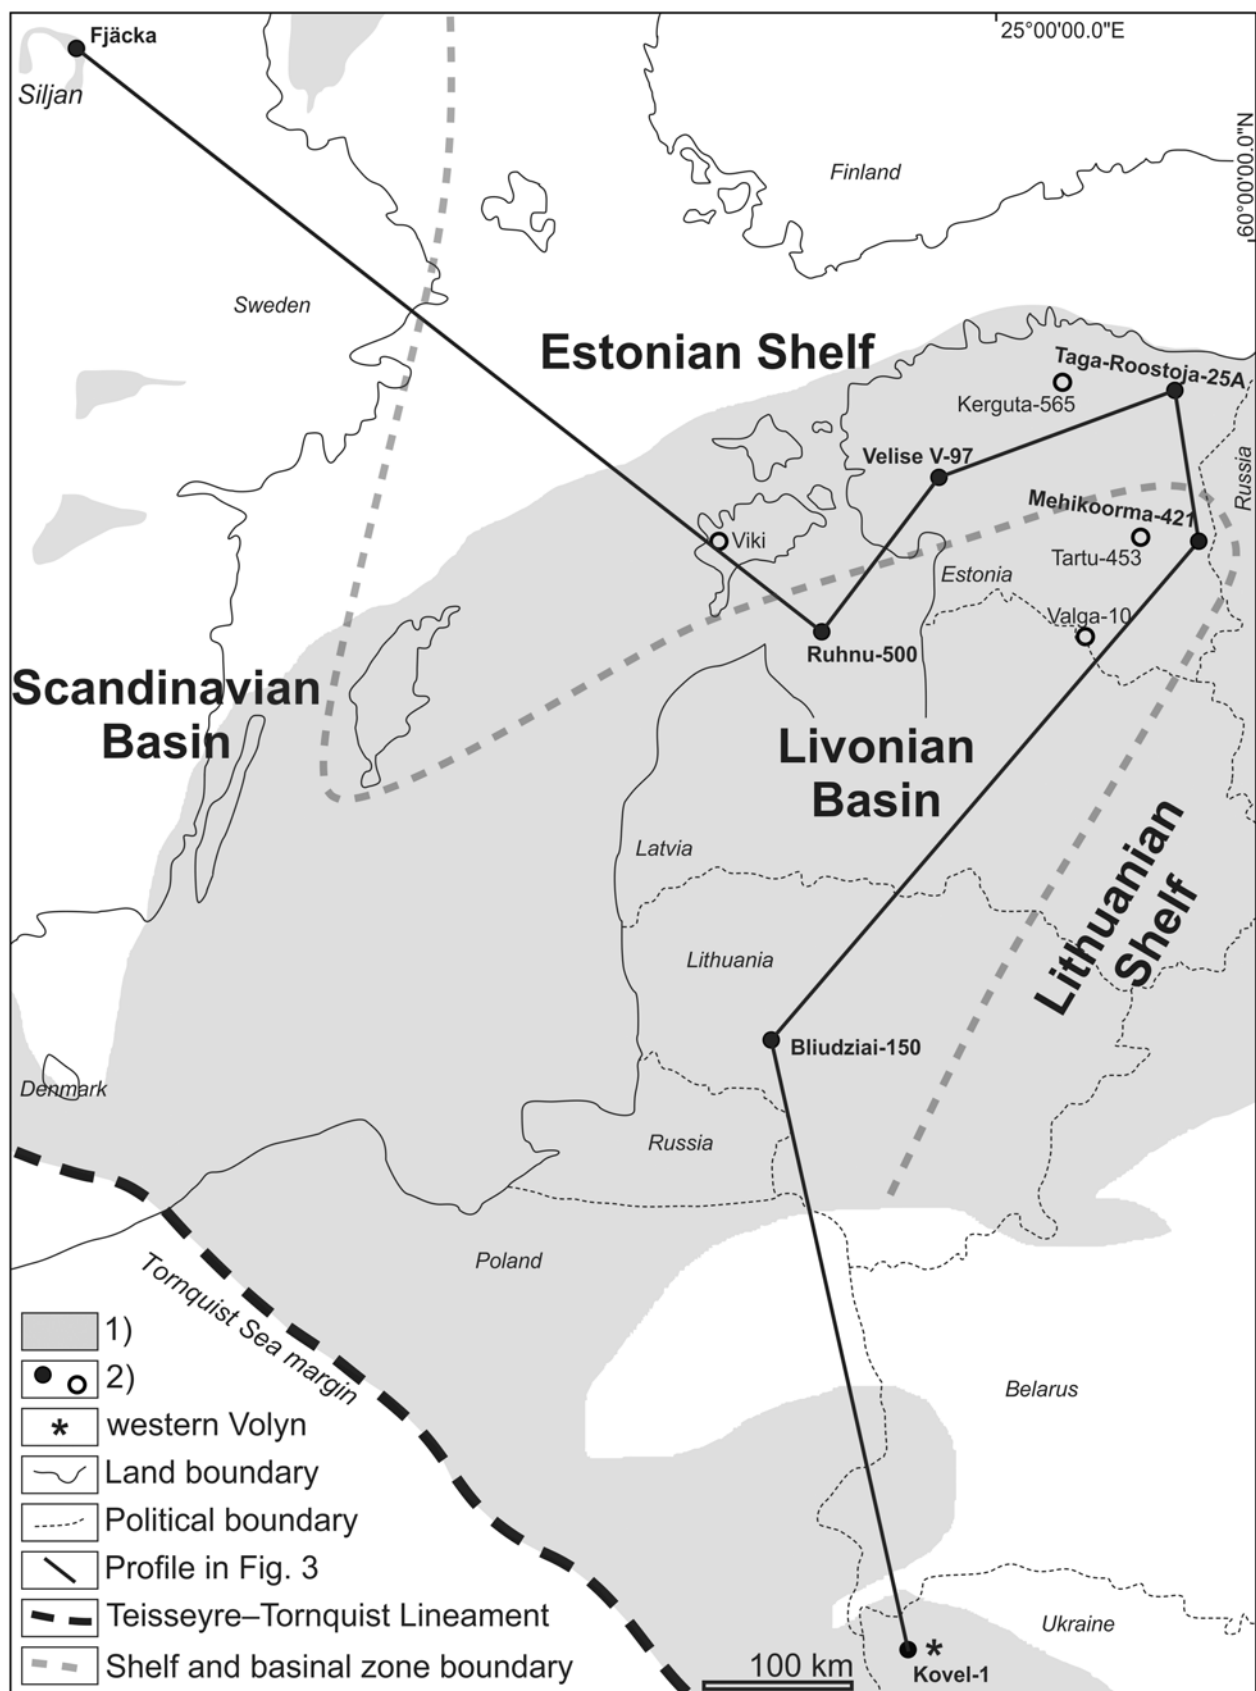 Fjäcka
Siljan
25°00'00.0"E
60°00'00.0"N
Finland
Sweden
Estonian Shelf
Taga-Roostoja-25A
Kerguta-565
Velise V-97
Russia
Mehikoorma-421
Viki
Tartu-453
Estonia
Valga-10
Ruhnu-500
Scandinavian
Basin
Livonian
Basin
Latvia
Lithuanian
Shelf
Lithuania
Bliudziai-150
Denmark
Russia
Poland
Tornquist Sea margin
Belarus
Ukraine
*
Kovel-1
100 km
1)
2)
* western Volyn
Land boundary
Political boundary
Profile in Fig. 3
Teisseyre–Tornquist Lineament
Shelf and basinal zone boundary